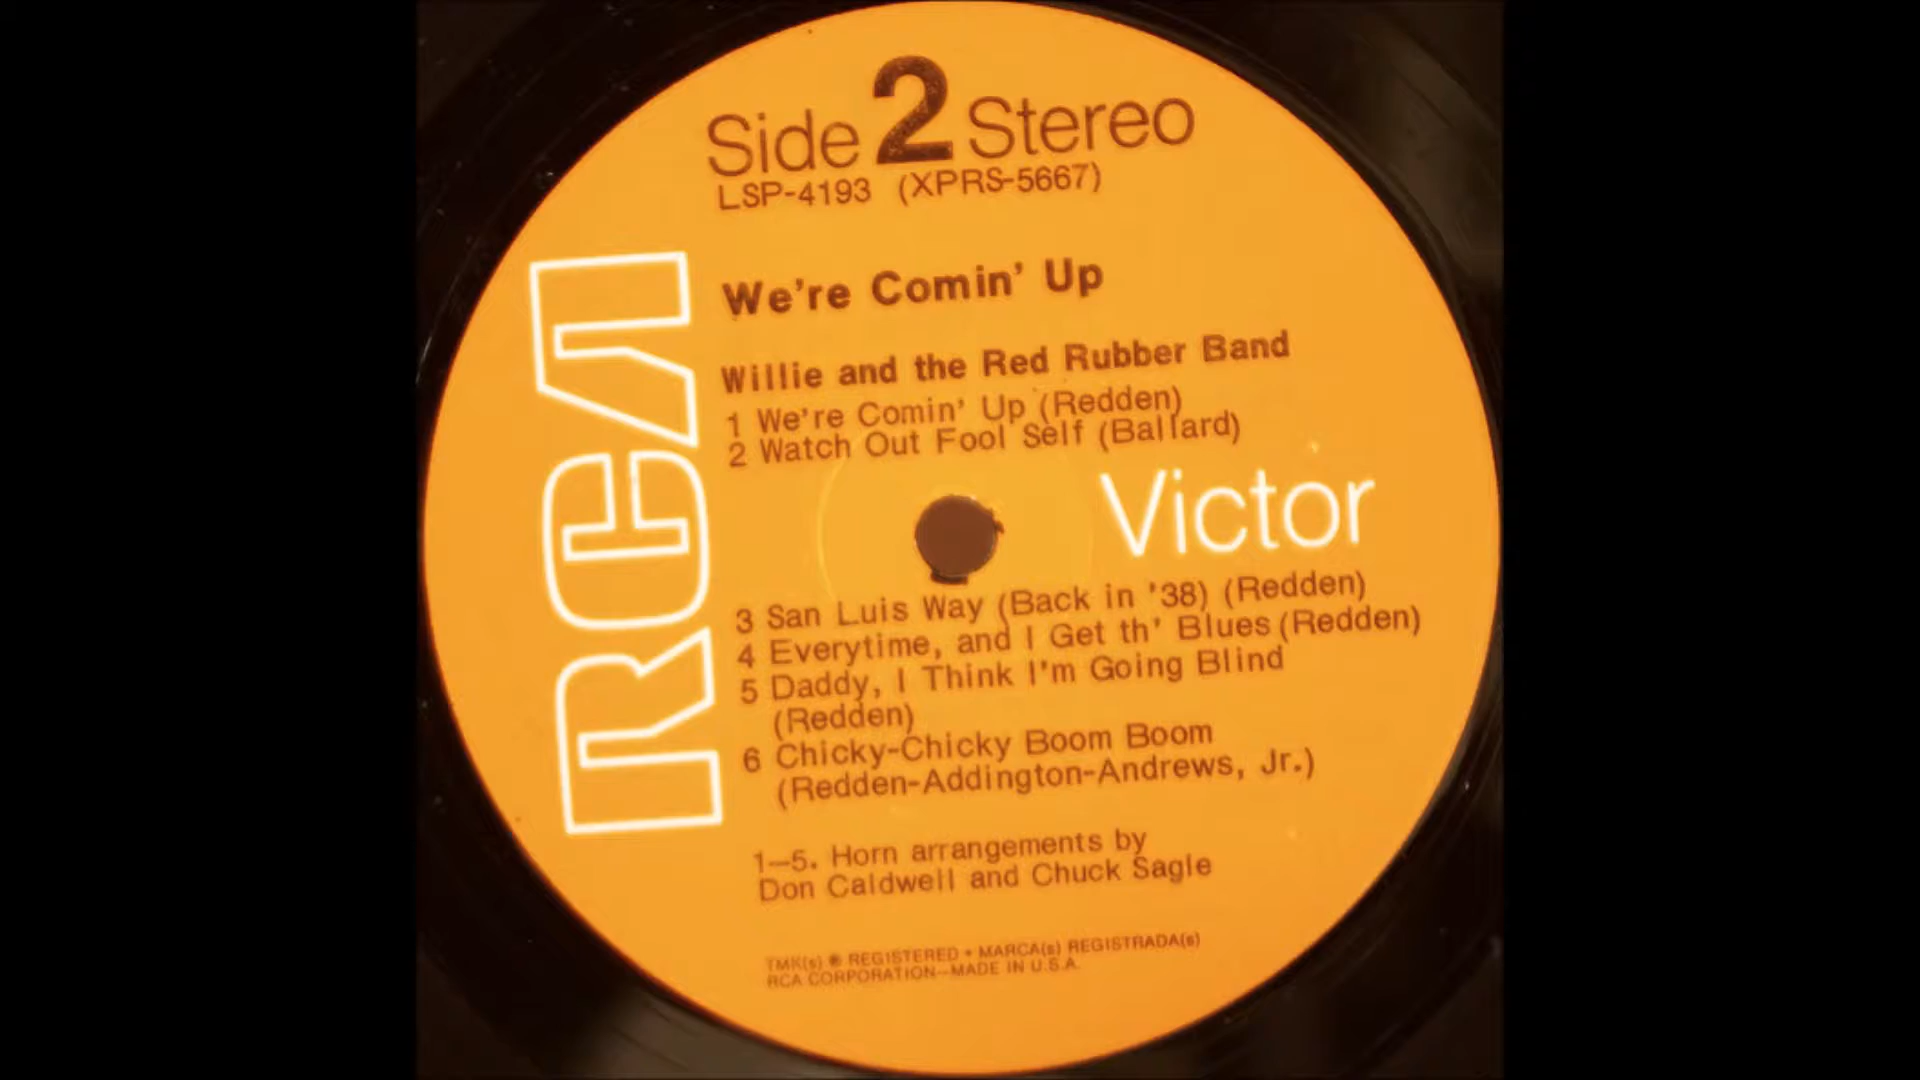 Side 2 Stereo
LSP-4193 (XPRS-5667)
We're Comin' Up
Willie and the Red Rubber Band
1 We're Comin' Up (Redden)
2 Watch Out Fool Self (Ballard)
RCA
Victor
3 San Luis Way (Back in '38) (Redden)
4 Everytime, and I Get th' Blues (Redden)
5 Daddy, I Think I'm Going Blind
(Redden)
6 Chicky-Chicky Boom Boom
(Redden-Addington-Andrews, Jr.)
1—5. Horn arrangements by
Don Caldwell and Chuck Sagle
TMK(s) ® REGISTERED • MARCA(s) REGISTRADA(s)
RCA CORPORATION—MADE IN U.S.A.